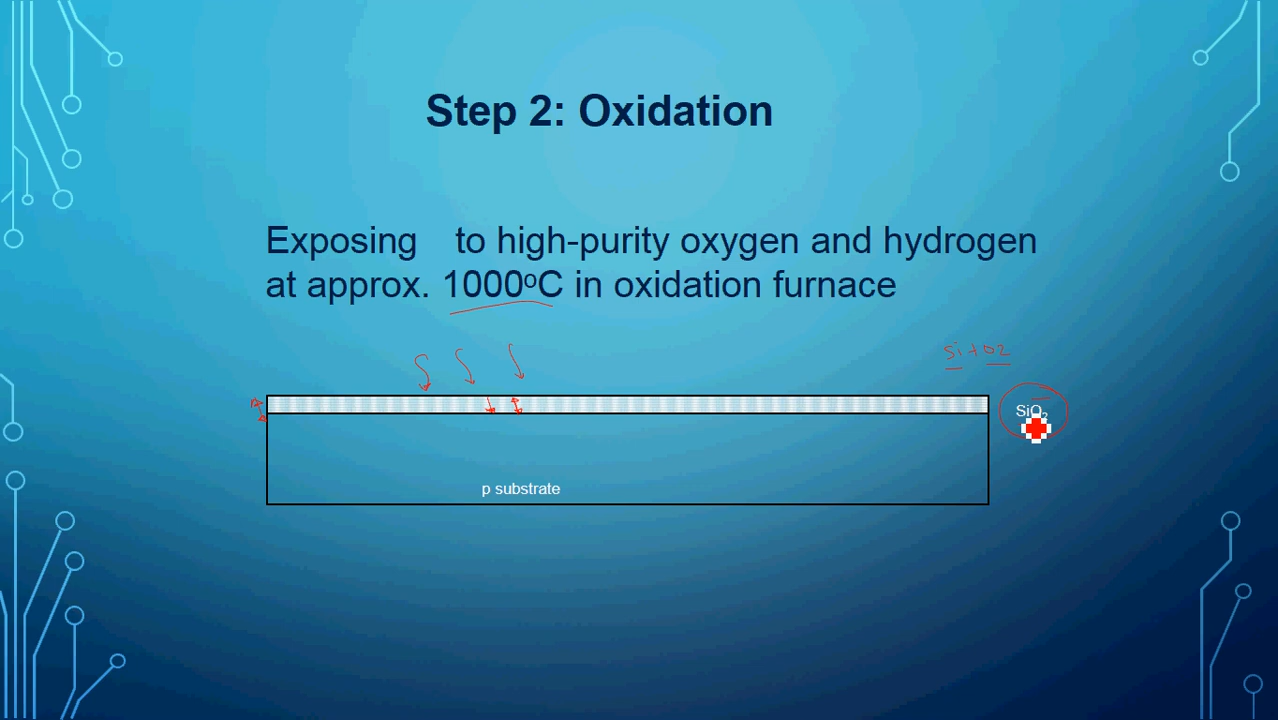 Step 2: Oxidation
Exposing to high-purity oxygen and hydrogen
at approx. 1000ºC in oxidation furnace
Si + O2
SiO₂
p substrate